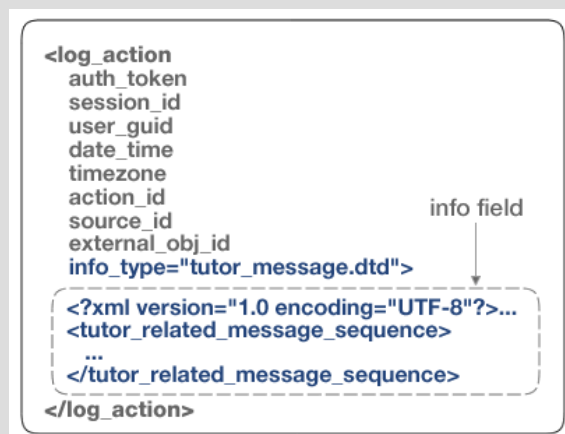 <log_action
auth_token
session_id
user_guid
date_time
timezone
action_id
source_id
external_obj_id
info_type="tutor_message.dtd">
info field
<?xml version="1.0 encoding="UTF-8"?>...
<tutor_related_message_sequence>
...
</tutor_related_message_sequence>
</log_action>